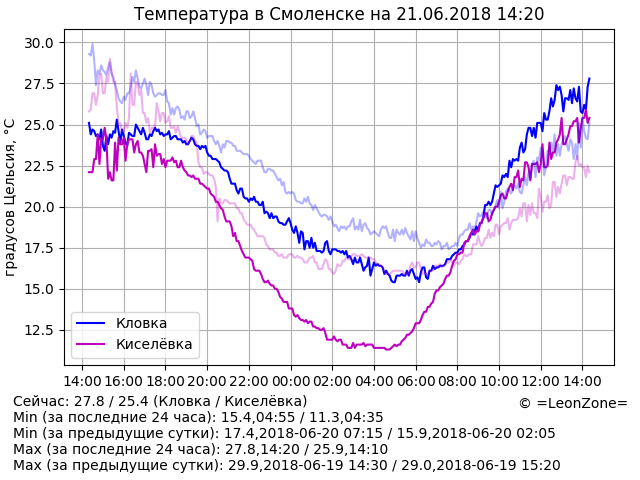 Температура в Смоленске на 21.06.2018 14:20
градусов Цельсия, °C
30.0
27.5
25.0
22.5
20.0
17.5
15.0
12.5
Кловка
Киселёвка
14:00 16:00 18:00 20:00 22:00 00:00 02:00 04:00 06:00 08:00 10:00 12:00 14:00
Сейчас: 27.8 / 25.4 (Кловка / Киселёвка)
© =LeonZone=
Min (за последние 24 часа): 15.4,04:55 / 11.3,04:35
Min (за предыдущие сутки): 17.4,2018-06-20 07:15 / 15.9,2018-06-20 02:05
Max (за последние 24 часа): 27.8,14:20 / 25.9,14:10
Max (за предыдущие сутки): 29.9,2018-06-19 14:30 / 29.0,2018-06-19 15:20